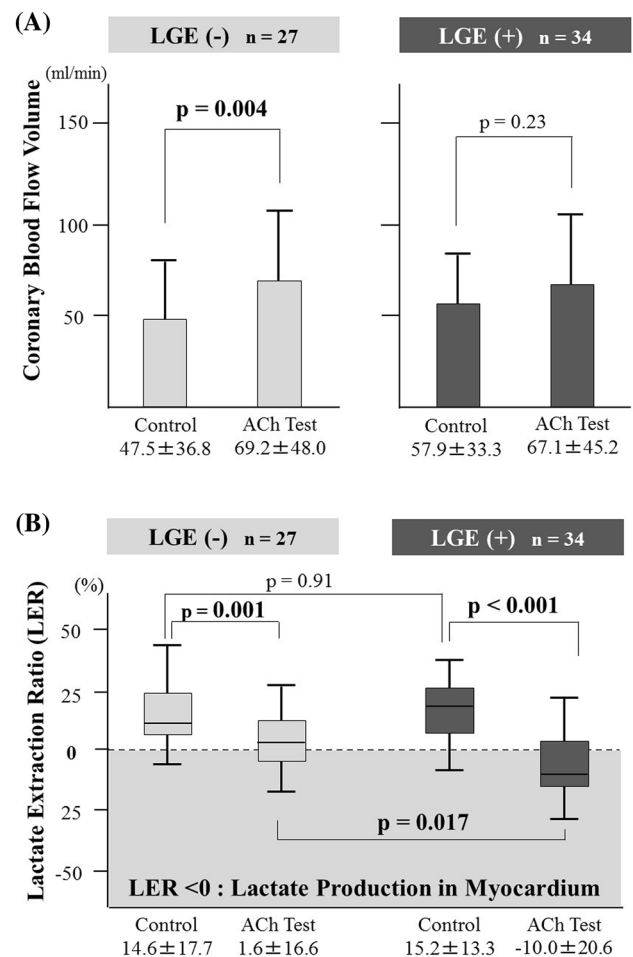 (A)
LGE (-) n = 27
LGE (+) n = 34
(ml/min)
Coronary Blood Flow Volume
150
100
50
p = 0.004
p = 0.23
Control
ACh Test
Control
ACh Test
47.5±36.8
69.2±48.0
57.9±33.3
67.1±45.2
(B)
LGE (-) n = 27
LGE (+) n = 34
(%)
Lactate Extraction Ratio (LER)
p = 0.91
p = 0.001
p < 0.001
50
25
0
25
-50
p = 0.017
LER <0 : Lactate Production in Myocardium
Control
ACh Test
Control
ACh Test
14.6±17.7
1.6±16.6
15.2±13.3
-10.0±20.6